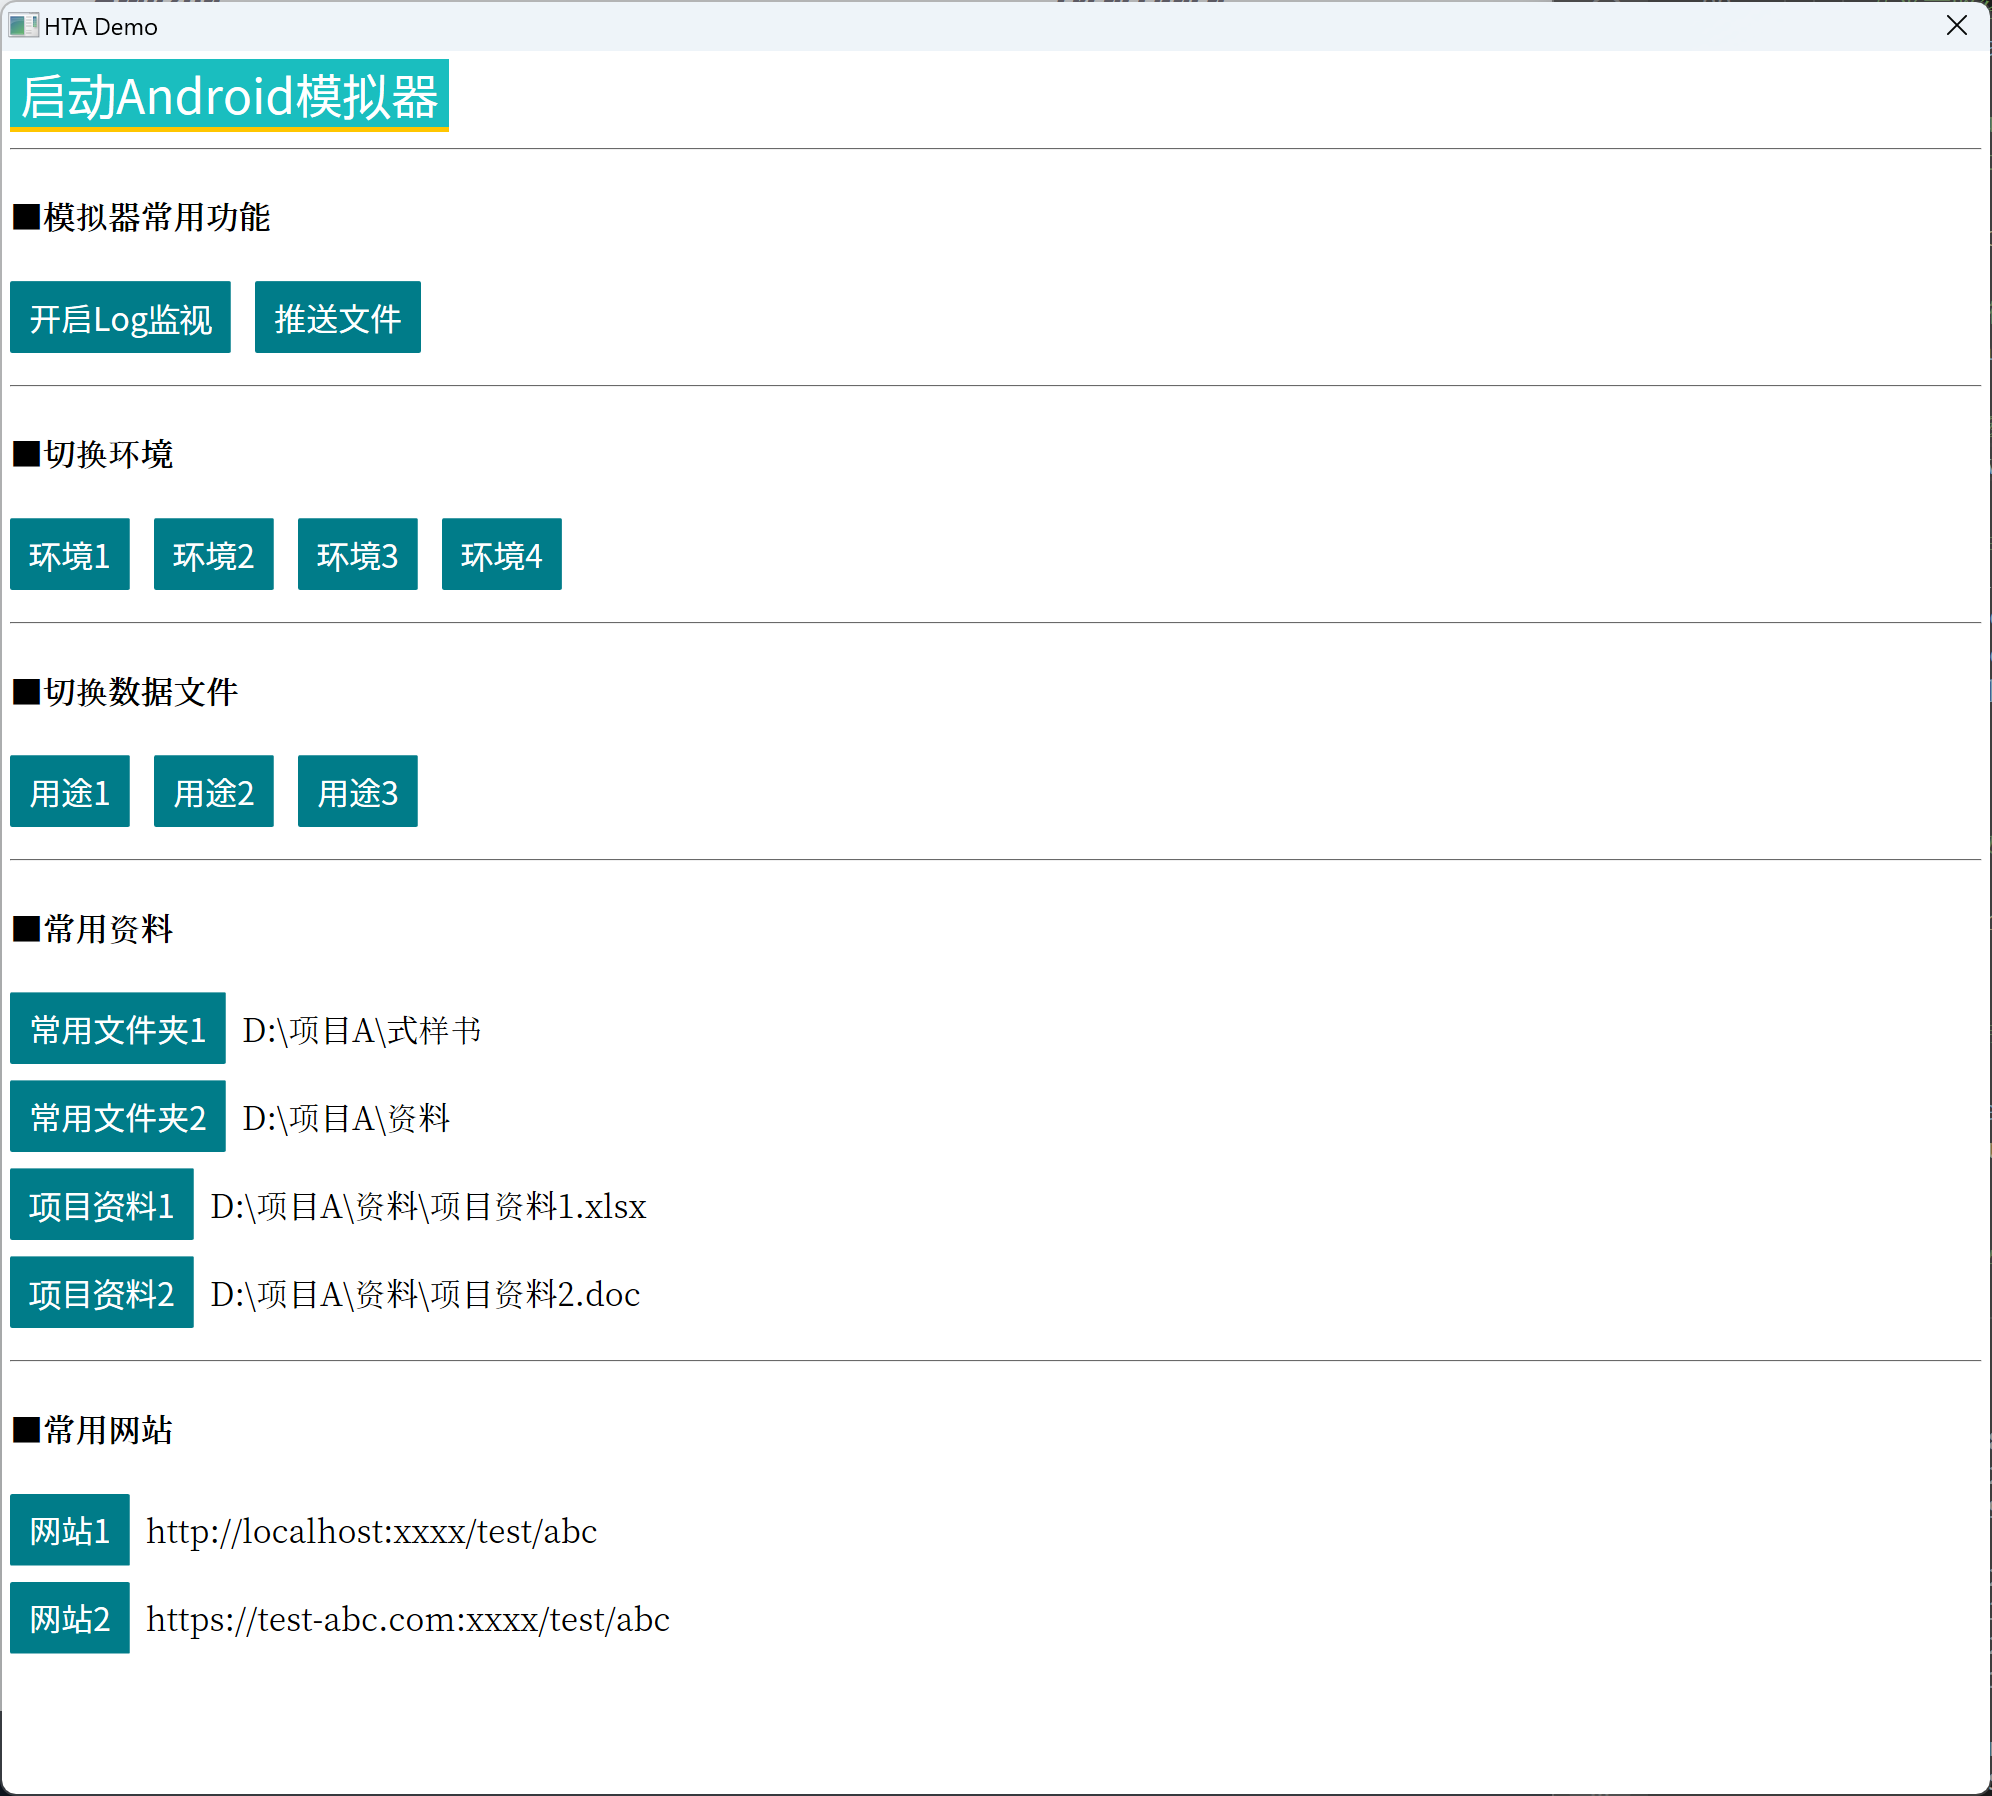 HTA Demo
启动Android模拟器
■模拟器常用功能
开启Log监视 推送文件
■切换环境
环境1 环境2 环境3 环境4
■切换数据文件
用途1 用途2 用途3
■常用资料
常用文件夹1 D:\项目A\式样书
常用文件夹2 D:\项目A\资料
项目资料1 D:\项目A\资料\项目资料1.xlsx
项目资料2 D:\项目A\资料\项目资料2.doc
■常用网站
网站1 http://localhost:xxxx/test/abc
网站2 https://test-abc.com:xxxx/test/abc